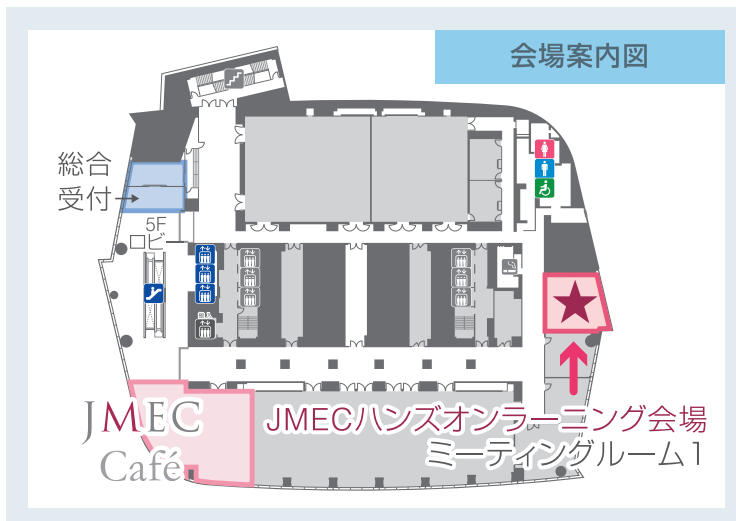 会場案内図
総合
受付
5F
ロビー
JMEC
Café
JMECハンズオンラーニング会場
ミーティングルーム1